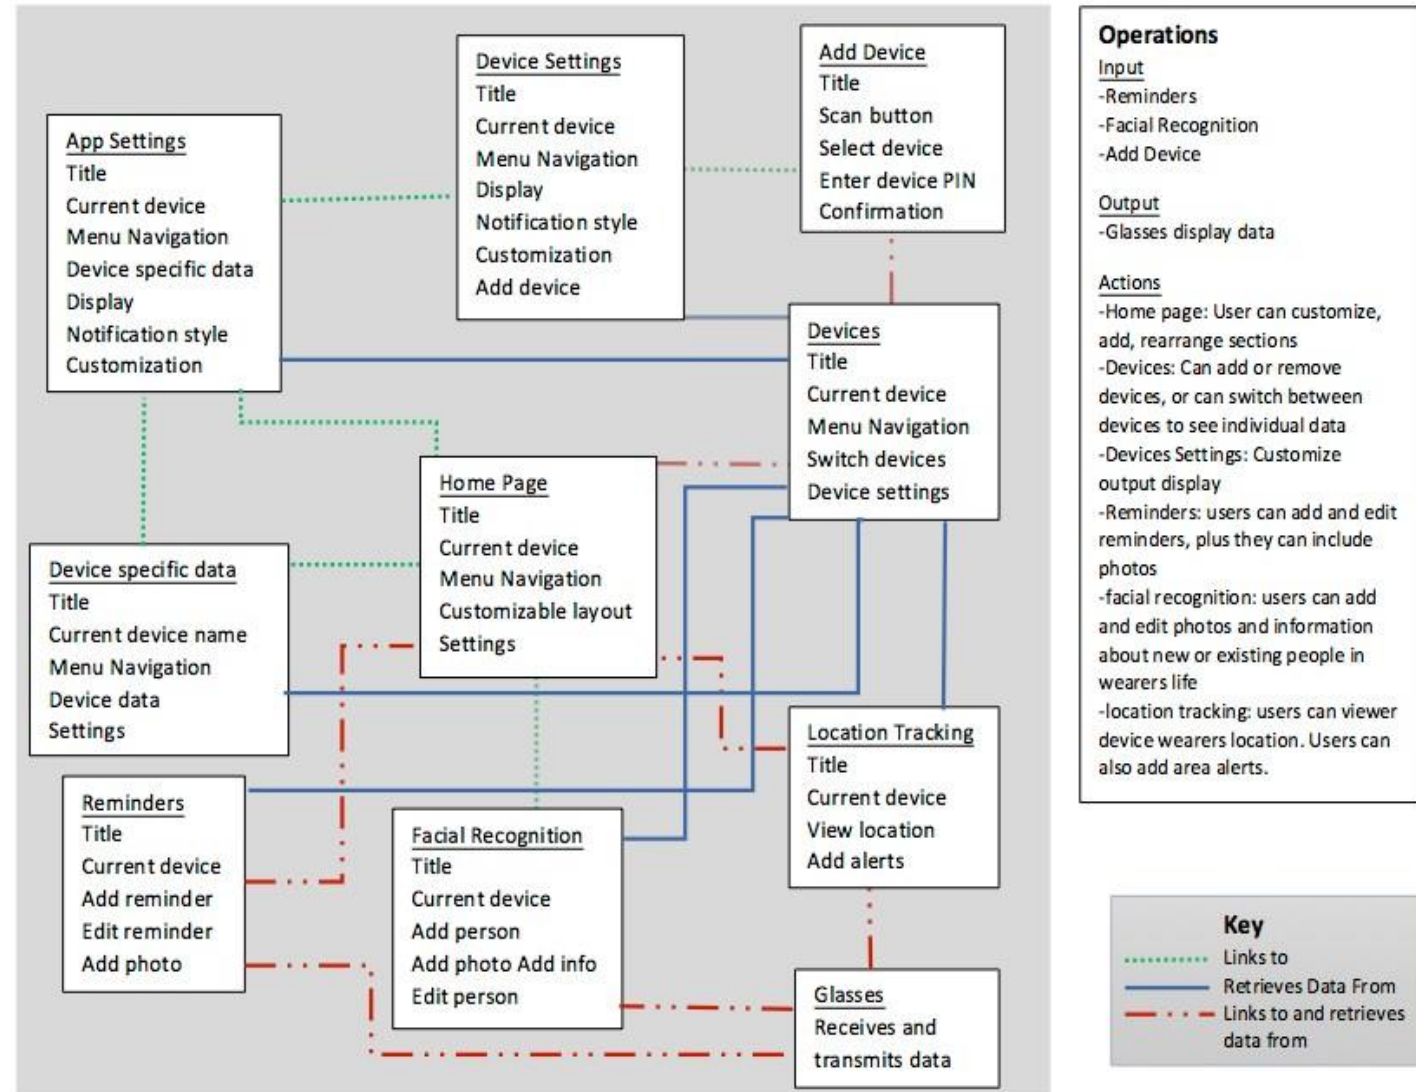 Device Settings
Title
Current device
Menu Navigation
Display
Notification style
Customization
Add device
Add Device
Title
Scan button
Select device
Enter device PIN
Confirmation
App Settings
Title
Current device
Menu Navigation
Device specific data
Display
Notification style
Customization
Devices
Title
Current device
Menu Navigation
Switch devices
Device settings
Home Page
Title
Current device
Menu Navigation
Customizable layout
Settings
Device specific data
Title
Current device name
Menu Navigation
Device data
Settings
Location Tracking
Title
Current device
View location
Add alerts
Reminders
Title
Current device
Add reminder
Edit reminder
Add photo
Facial Recognition
Title
Current device
Add person
Add photo Add info
Edit person
Glasses
Receives and
transmits data
Operations
Input
-Reminders
-Facial Recognition
-Add Device
Output
-Glasses display data
Actions
-Home page: User can customize,
add, rearrange sections
-Devices: Can add or remove
devices, or can switch between
devices to see individual data
-Devices Settings: Customize
output display
-Reminders: users can add and edit
reminders, plus they can include
photos
-facial recognition: users can add
and edit photos and information
about new or existing people in
wearers life
-location tracking: users can viewer
device wearers location. Users can
also add area alerts.
Key
Links to
Retrieves Data From
Links to and retrieves
data from